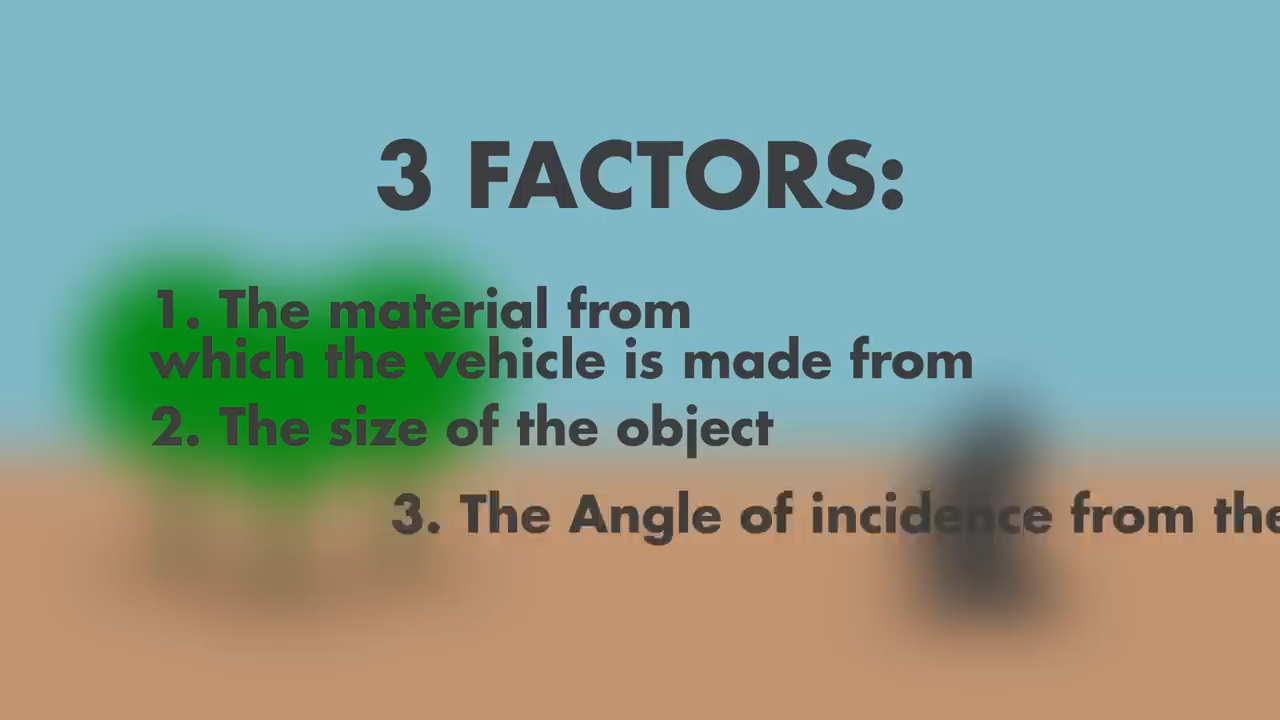 3 FACTORS:
1. The material from
which the vehicle is made from
2. The size of the object
3. The Angle of incidence from the